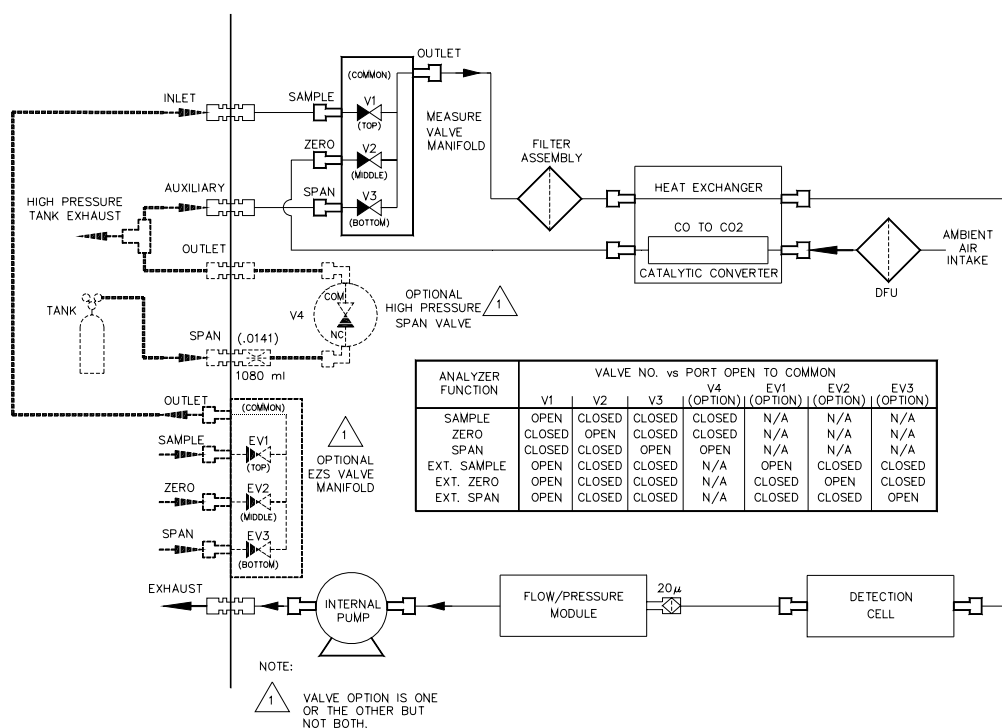 OUTLET
(COMMON)
INLET
SAMPLE
V1
(TOP)
MEASURE
VALVE
MANIFOLD
ZERO
V2
(MIDDLE)
FILTER
ASSEMBLY
AUXILIARY
SPAN
V3
(BOTTOM)
HEAT EXCHANGER
HIGH PRESSURE
TANK EXHAUST
CO TO CO2
CATALYTIC CONVERTER
AMBIENT
AIR
INTAKE
DFU
OUTLET
COM
V4
NC
OPTIONAL
HIGH PRESSURE
SPAN VALVE
1
TANK
SPAN
(.0141)
1080 ml
ANALYZER
FUNCTION
VALVE NO. vs PORT OPEN TO COMMON
V1 V2 V3 V4 (OPTION) EV1 (OPTION) EV2 (OPTION) EV3 (OPTION)
SAMPLE OPEN CLOSED CLOSED CLOSED N/A N/A N/A
ZERO CLOSED OPEN CLOSED CLOSED N/A N/A N/A
SPAN CLOSED CLOSED OPEN OPEN N/A N/A N/A
EXT. SAMPLE OPEN CLOSED CLOSED N/A OPEN CLOSED CLOSED
EXT. ZERO OPEN CLOSED CLOSED N/A CLOSED OPEN CLOSED
EXT. SPAN OPEN CLOSED CLOSED N/A CLOSED CLOSED OPEN
OUTLET
(COMMON)
SAMPLE
EV1
(TOP)
1
OPTIONAL
EZS VALVE
MANIFOLD
ZERO
EV2
(MIDDLE)
SPAN
EV3
(BOTTOM)
EXHAUST
INTERNAL
PUMP
FLOW/PRESSURE
MODULE
20μ
DETECTION
CELL
NOTE:
1
VALVE OPTION IS ONE
OR THE OTHER BUT
NOT BOTH.